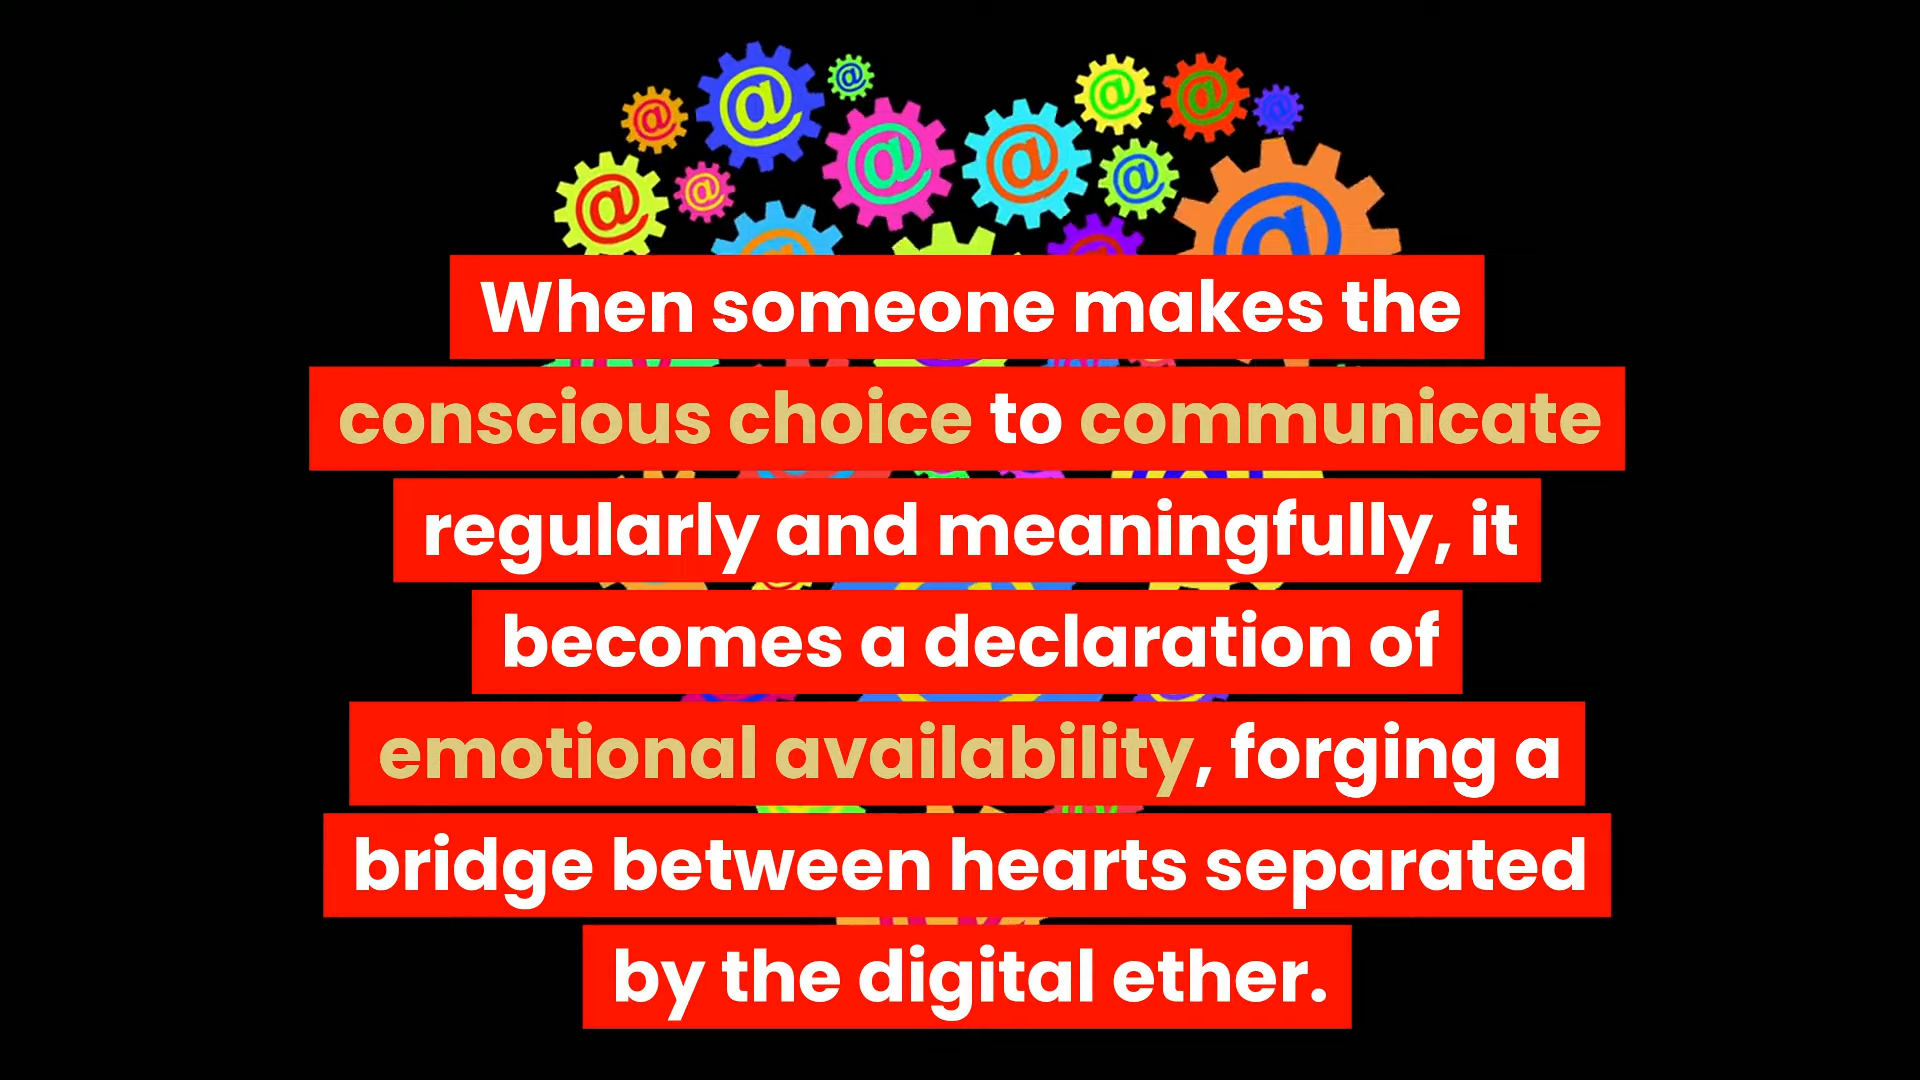 When someone makes the
conscious choice to communicate
regularly and meaningfully, it
becomes a declaration of
emotional availability, forging a
bridge between hearts separated
by the digital ether.